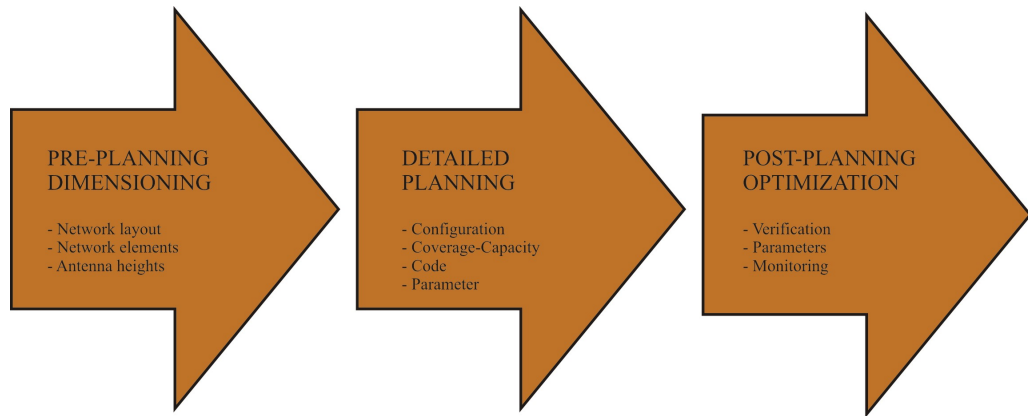 PRE-PLANNING
DIMENSIONING
- Network layout
- Network elements
- Antenna heights
DETAILED
PLANNING
- Configuration
- Coverage-Capacity
- Code
- Parameter
POST-PLANNING
OPTIMIZATION
- Verification
- Parameters
- Monitoring